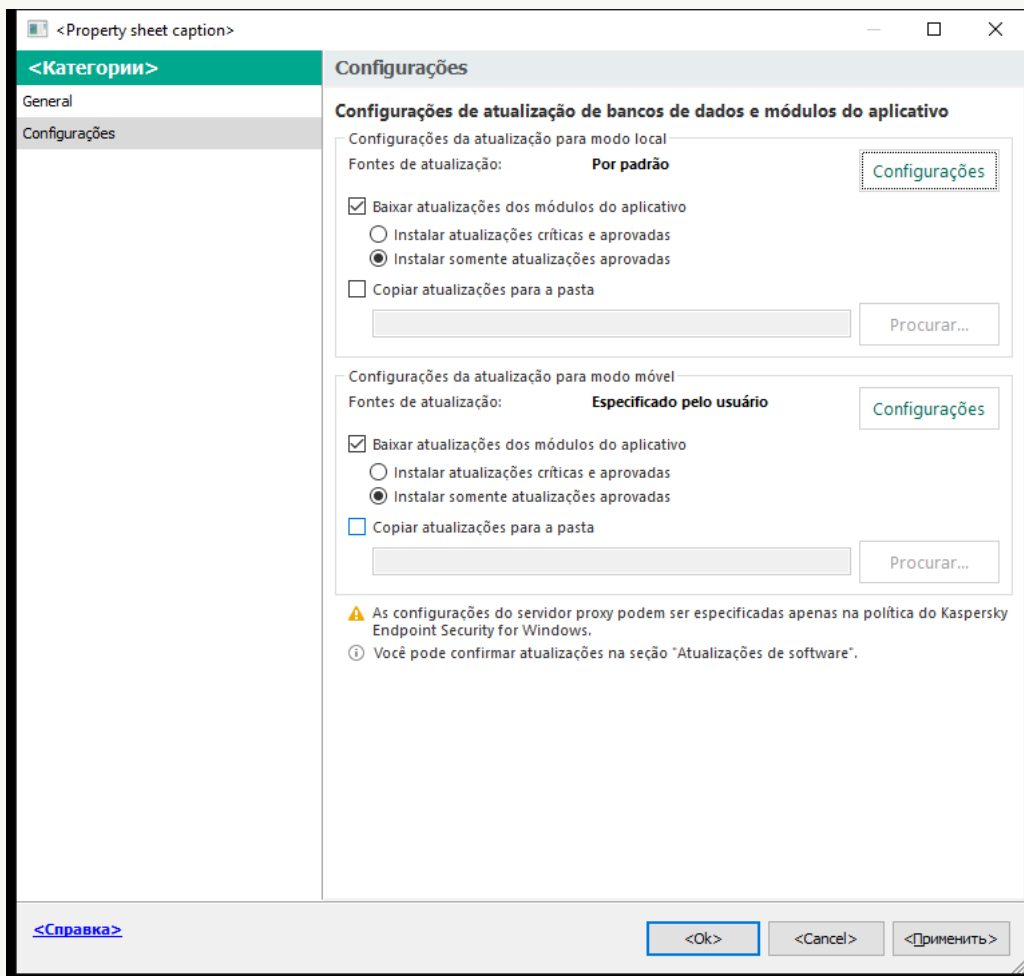 <Property sheet caption>
<Категории>
General
Configurações
Configurações
Configurações de atualização de bancos de dados e módulos do aplicativo
Configurações da atualização para modo local
Fontes de atualização: Por padrão Configurações
Baixar atualizações dos módulos do aplicativo
Instalar atualizações críticas e aprovadas
Instalar somente atualizações aprovadas
Copiar atualizações para a pasta
Procurar...
Configurações da atualização para modo móvel
Fontes de atualização: Especificado pelo usuário Configurações
Baixar atualizações dos módulos do aplicativo
Instalar atualizações críticas e aprovadas
Instalar somente atualizações aprovadas
Copiar atualizações para a pasta
Procurar...
As configurações do servidor proxy podem ser especificadas apenas na política do Kaspersky
Endpoint Security for Windows.
Você pode confirmar atualizações na seção "Atualizações de software".
<Справка>
<Ok> <Cancel> <Применить>